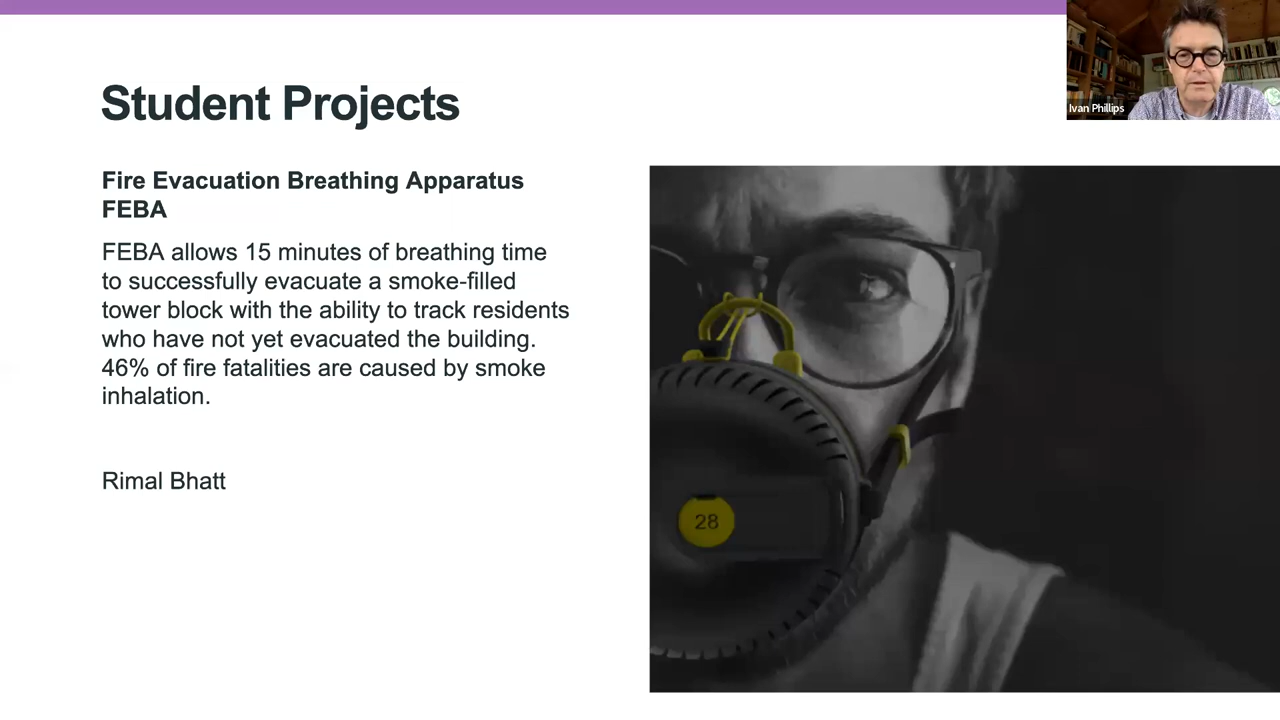 Ivan Phillips
Student Projects
Fire Evacuation Breathing Apparatus
FEBA
FEBA allows 15 minutes of breathing time
to successfully evacuate a smoke-filled
tower block with the ability to track residents
who have not yet evacuated the building.
46% of fire fatalities are caused by smoke
inhalation.
Rimal Bhatt
28